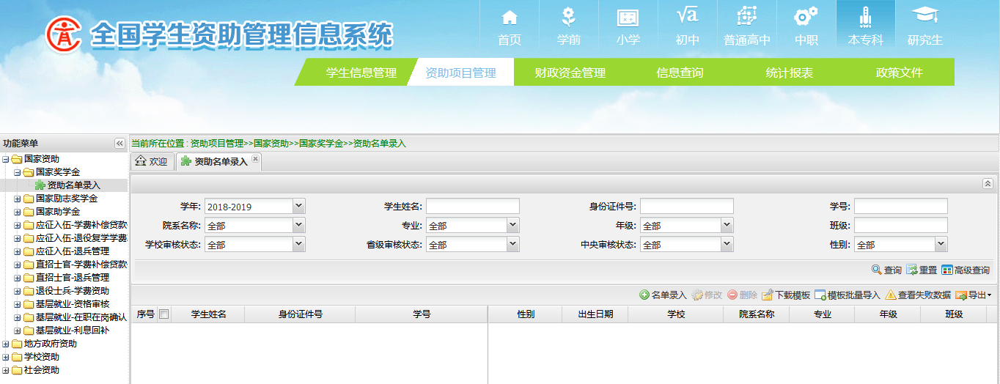 全国学生资助管理信息系统
首页 学前 小学 初中 普通高中 中职 本专科 研究生
学生信息管理 资助项目管理 财政资金管理 信息查询 统计报表 政策文件
功能菜单
当前所在位置 : 资助项目管理>>国家资助>>国家奖学金>>资助名单录入
国家资助
国家奖学金
资助名单录入
国家励志奖学金
国家助学金
应征入伍-学费补偿贷款
应征入伍-退役复学学费
应征入伍-退兵管理
直招士官-学费补偿贷款
直招士官-退兵管理
退役士兵-学费资助
基层就业-资格审核
基层就业-在职在岗确认
基层就业-利息回补
地方政府资助
学校资助
社会资助
欢迎 资助名单录入
学年: 2018-2019 学生姓名: 身份证件号: 学号:
院系名称: 全部 专业: 全部 年级: 全部 班级:
学校审核状态: 全部 省级审核状态: 全部 中央审核状态: 全部 性别: 全部
查询 重置 高级查询
名单录入 修改 删除 下载模板 模板批量导入 查看失败数据 导出
序号 学生姓名 身份证件号 学号 性别 出生日期 学校 院系名称 专业 年级 班级